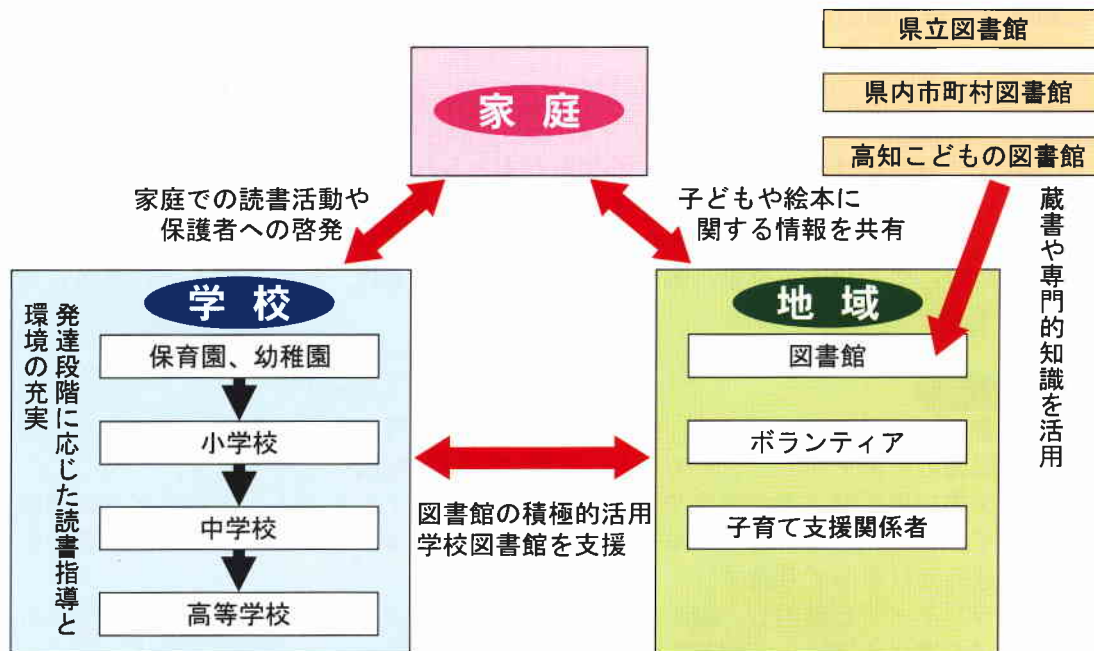 県立図書館
県内市町村図書館
高知こどもの図書館
家庭
家庭での読書活動や
保護者への啓発
子どもや絵本に
関する情報を共有
蔵書や専門的知識を活用
学校
発達段階に応じた読書指導と
環境の充実
保育園、幼稚園
小学校
中学校
高等学校
図書館の積極的活用
学校図書館を支援
地域
図書館
ボランティア
子育て支援関係者